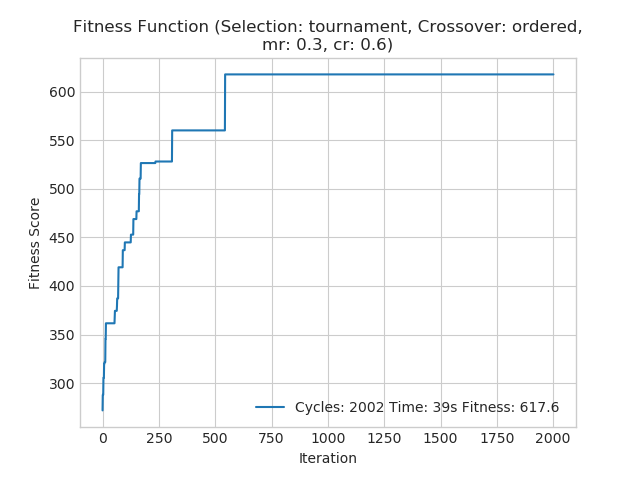 Fitness Function (Selection: tournament, Crossover: ordered,
mr: 0.3, cr: 0.6)
Fitness Score
600
550
500
450
400
350
300
Cycles: 2002 Time: 39s Fitness: 617.6
0 250 500 750 1000 1250 1500 1750 2000
Iteration